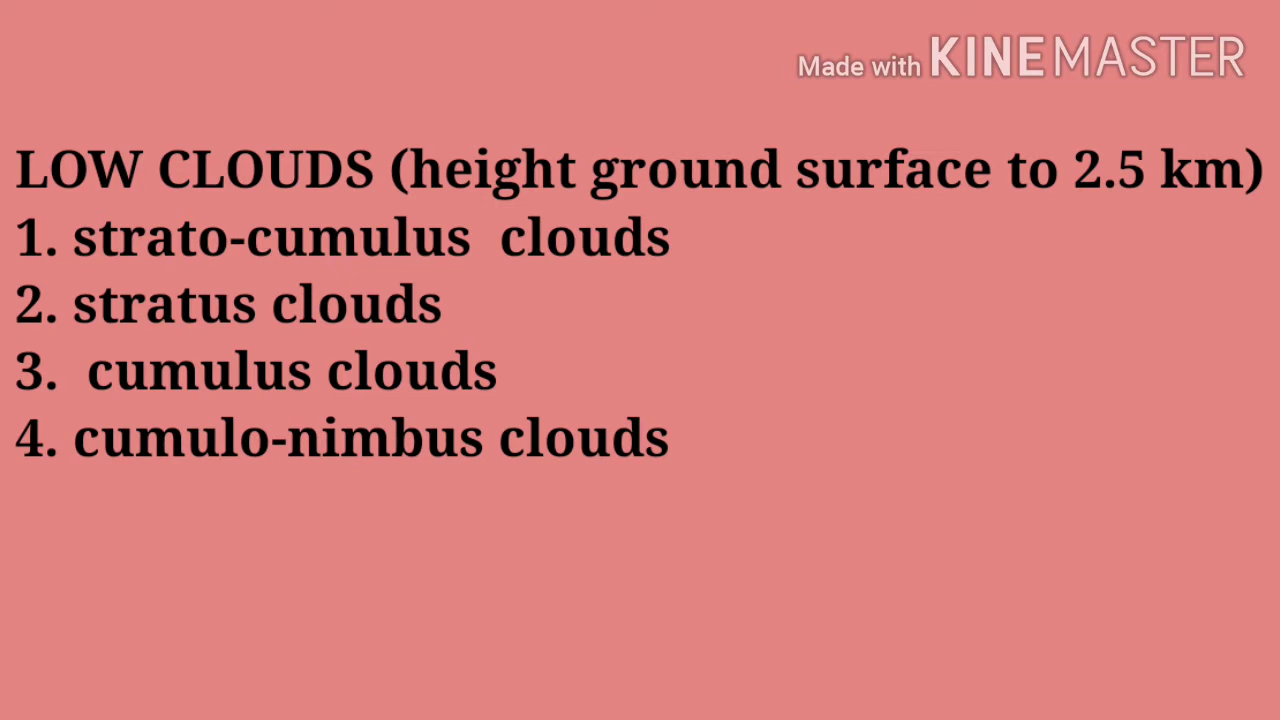 Made with KINEMASTER
LOW CLOUDS (height ground surface to 2.5 km)
1. strato-cumulus  clouds
2. stratus clouds
3.  cumulus clouds
4. cumulo-nimbus clouds